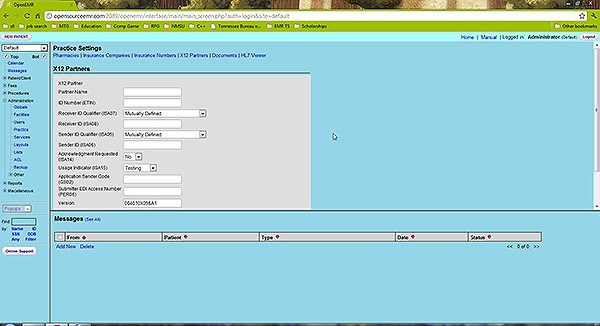 OpenEMR
opensourceemr.com:2089/openemr/interface/main/main_screen.php?auth=login&site=default
dl
job search
MTG
Education
Comp Game
RPG
NMSU
C++
Tennessee Bureau o...
EMR TS
Scholarships
Other bookmarks
NEW PATIENT
Home | Manual | Logged in: Administrator (Default)
Logout
Default
Top
Bot
Calendar
Messages
Patient/Client
Fees
Procedures
Administration
Globals
Facilities
Users
Practice
Services
Layouts
Lists
ACL
Backup
Other
Reports
Miscellaneous
Popups
Find:
by: Name ID
SSN DOB
Any Filter
Online Support
Practice Settings
Pharmacies | Insurance Companies | Insurance Numbers | X12 Partners | Documents | HL7 Viewer
X12 Partners
X12 Partner
Partner Name
ID Number (ETIN)
Receiver ID Qualifier (ISA07) Mutually Defined
Receiver ID (ISA08)
Sender ID Qualifier (ISA05) Mutually Defined
Sender ID (ISA06)
Acknowledgment Requested
(ISA14) No
Usage Indicator (ISA15) Testing
Application Sender Code
(GS02)
Submitter EDI Access Number
(PER06)
Version
Messages (See All)
From
Patient
Type
Date
Status
Add New Delete
<< 0 of 0 >>